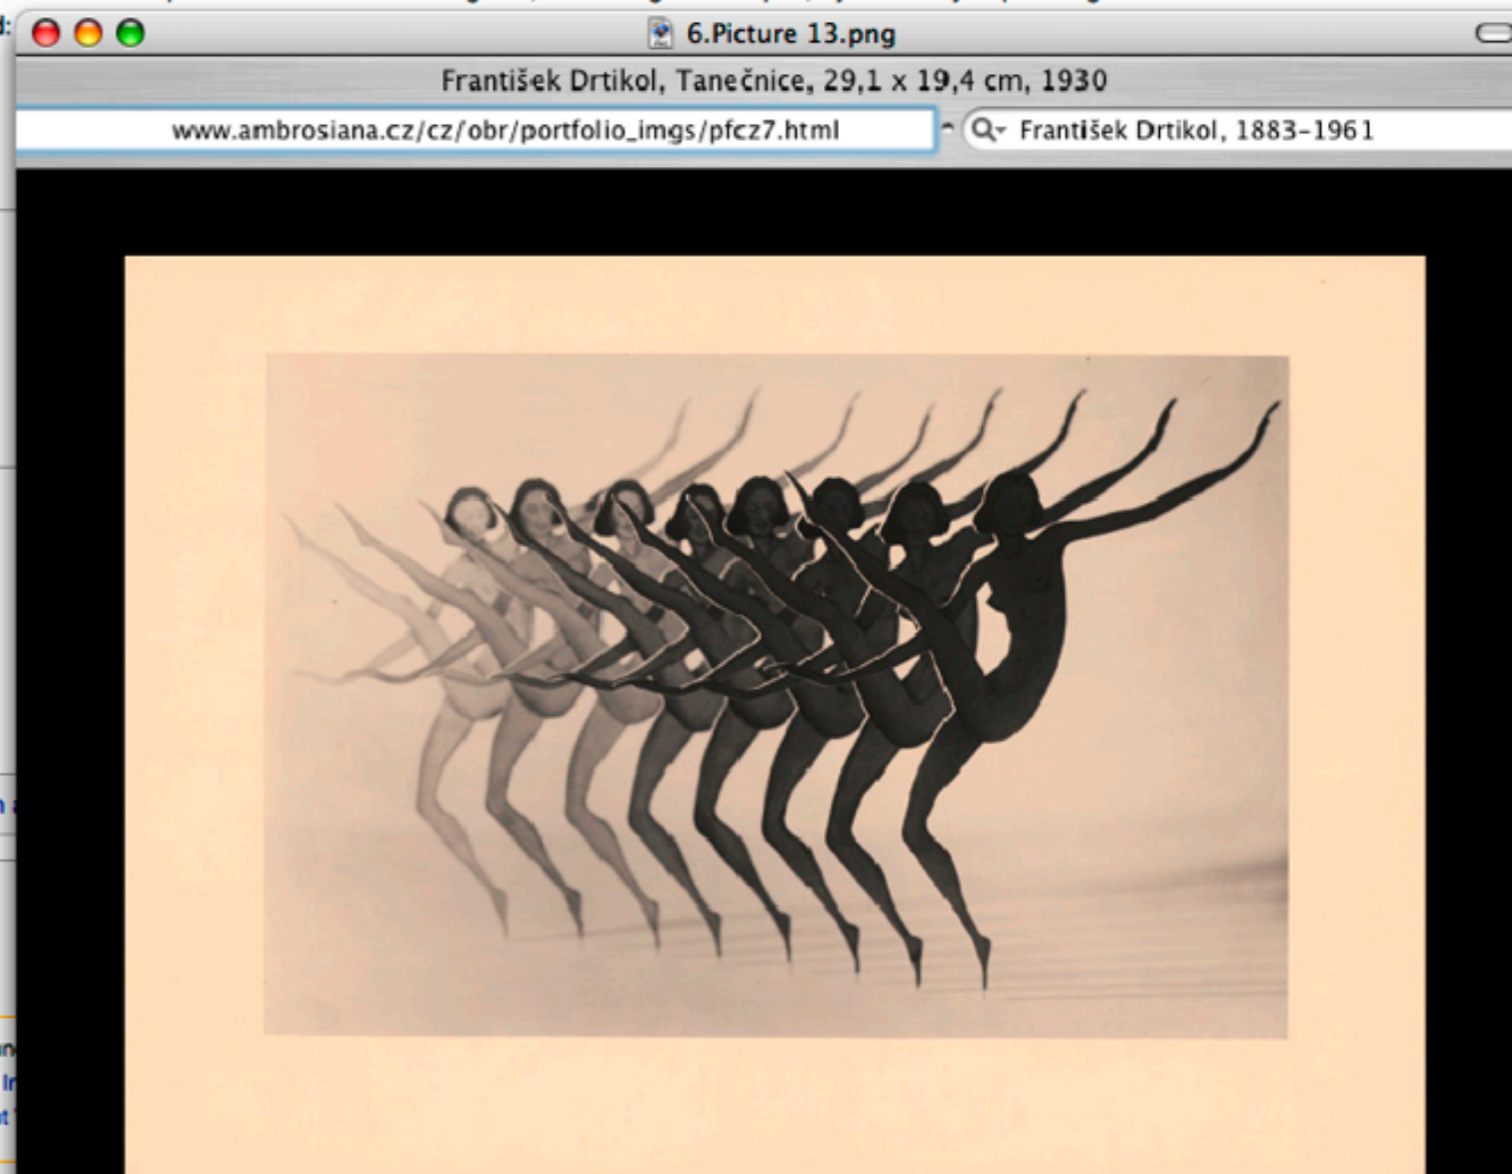 6.Picture 13.png
František Drtikol, Tanečnice, 29,1 x 19,4 cm, 1930
www.ambrosiana.cz/cz/obr/portfolio_imgs/pfcz7.html
František Drtikol, 1883-1961